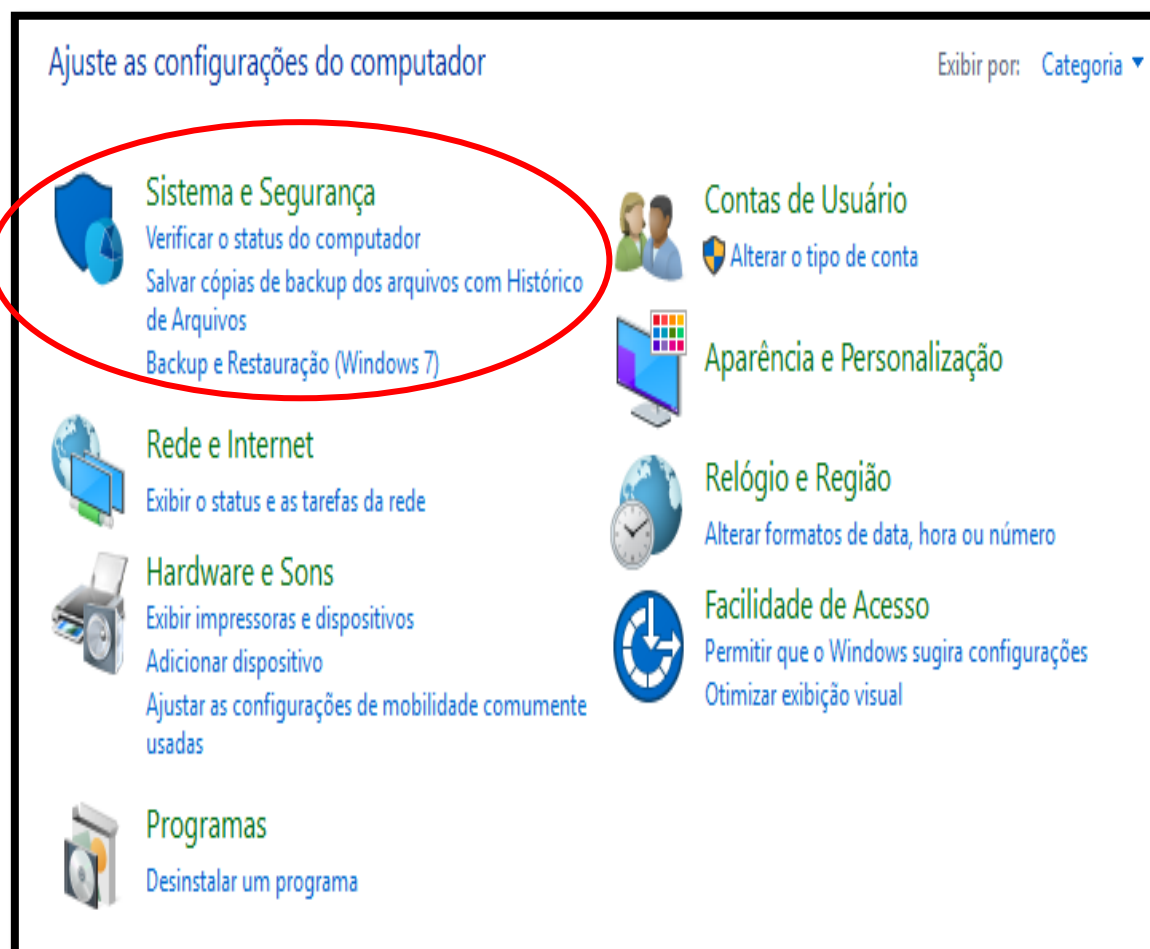 Ajuste as configurações do computador
Exibir por: Categoria
Sistema e Segurança
Verificar o status do computador
Salvar cópias de backup dos arquivos com Histórico
de Arquivos
Backup e Restauração (Windows 7)
Rede e Internet
Exibir o status e as tarefas da rede
Hardware e Sons
Exibir impressoras e dispositivos
Adicionar dispositivo
Ajustar as configurações de mobilidade comumente
usadas
Programas
Desinstalar um programa
Contas de Usuário
Alterar o tipo de conta
Aparência e Personalização
Relógio e Região
Alterar formatos de data, hora ou número
Facilidade de Acesso
Permitir que o Windows sugira configurações
Otimizar exibição visual